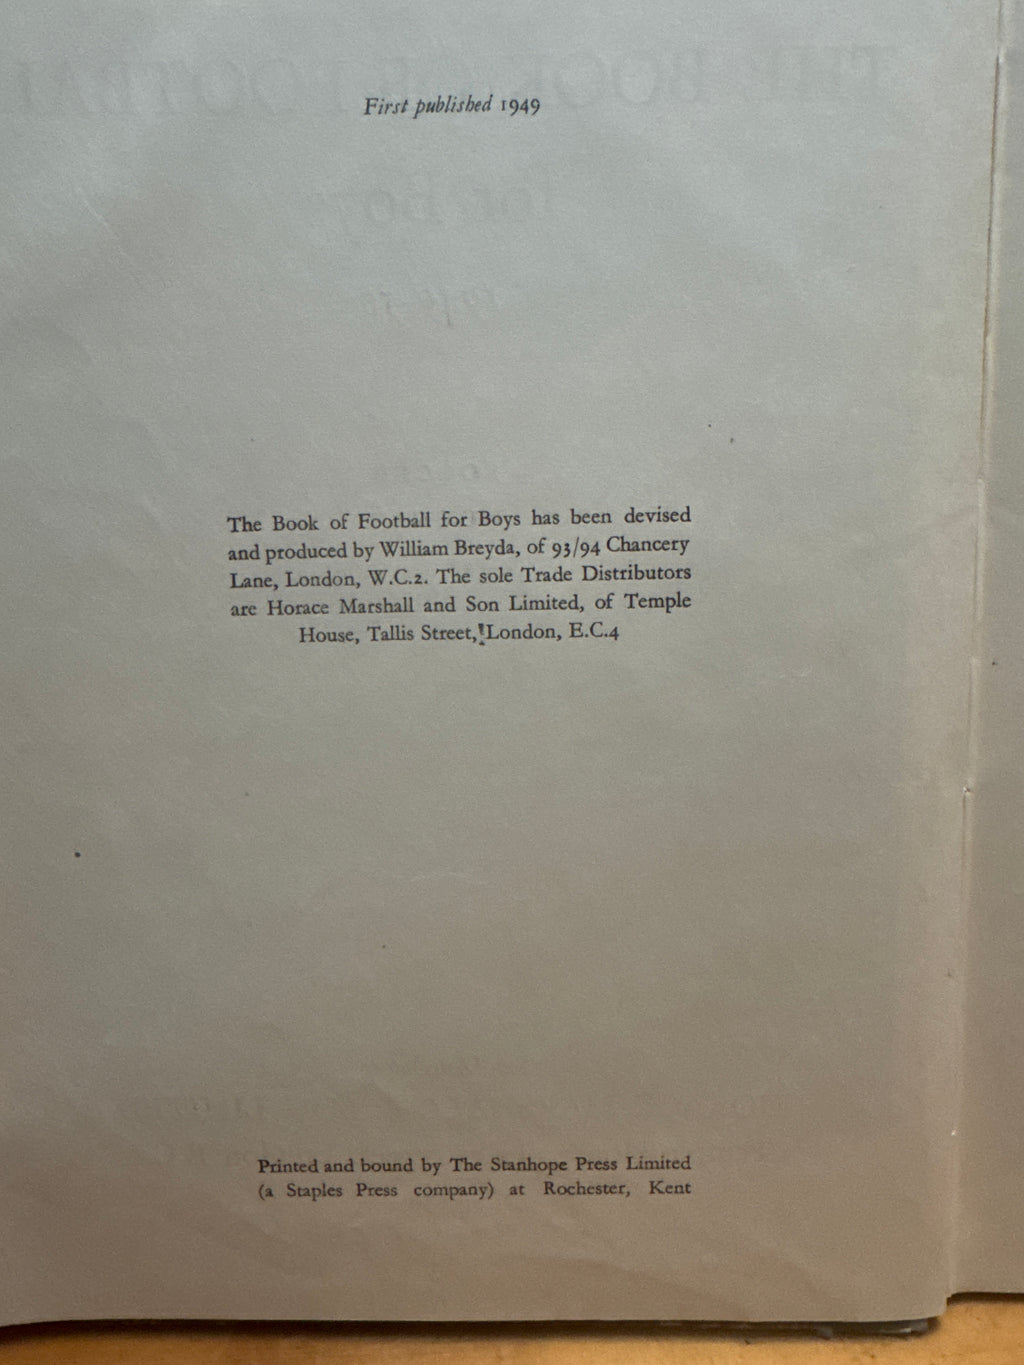 First published 1949
The Book of Football for Boys has been devised
and produced by William Breyda, of 93/94 Chancery
Lane, London, W.C.2. The sole Trade Distributors
are Horace Marshall and Son Limited, of Temple
House, Tallis Street, London, E.C.4
Printed and bound by The Stanhope Press Limited
(a Staples Press company) at Rochester, Kent